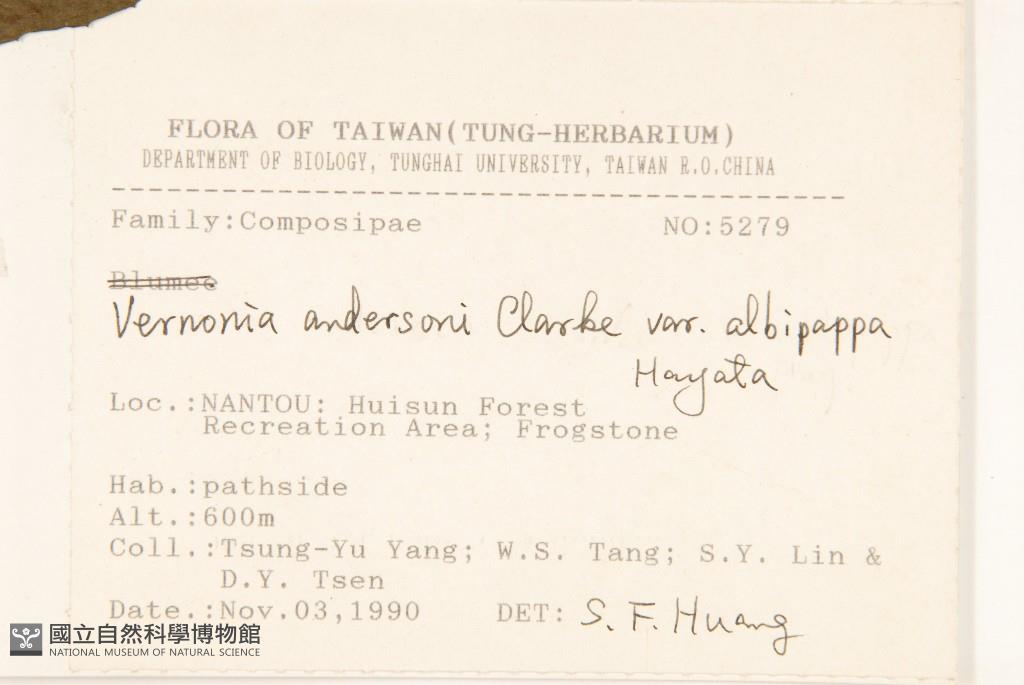 FLORA OF TAIWAN(TUNG-HERBARIUM)
DEPARTMENT OF BIOLOGY, TUNGHAI UNIVERSITY, TAIWAN R.O.CHINA
Family:Composipae NO:5279
Blumee
Vernonia andersoni Clarke var. albipappa
Hayata
Loc.:NANTOU: Huisun Forest
Recreation Area; Frogstone
Hab.:pathside
Alt.:600m
Coll.:Tsung-Yu Yang; W.S. Tang; S.Y. Lin &
D.Y. Tsen
Date.:Nov.03,1990 DET: S. F. Huang
國立自然科學博物館
NATIONAL MUSEUM OF NATURAL SCIENCE